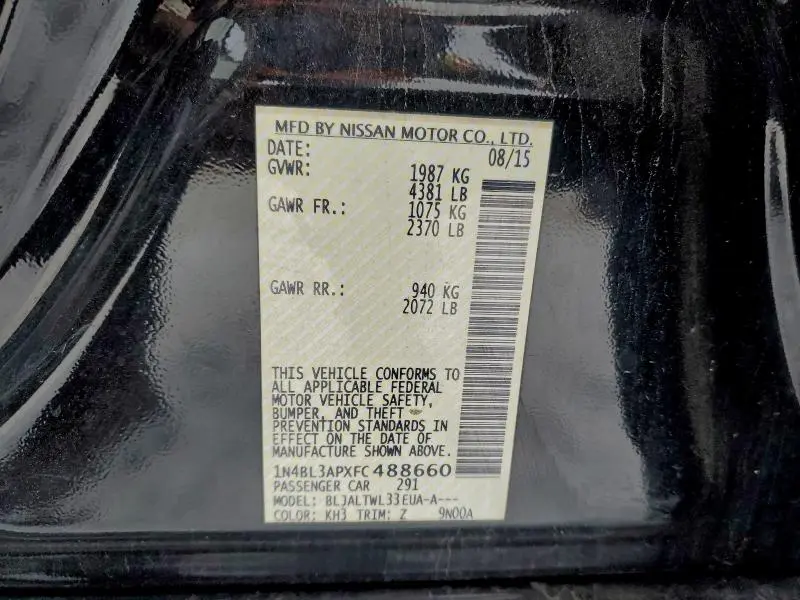 MFD BY NISSAN MOTOR CO., LTD.
DATE: 08/15
GVWR: 1987 KG
4381 LB
GAWR FR.: 1075 KG
2370 LB
GAWR RR.: 940 KG
2072 LB
THIS VEHICLE CONFORMS TO
ALL APPLICABLE FEDERAL
MOTOR VEHICLE SAFETY,
BUMPER, AND THEFT
PREVENTION STANDARDS IN
EFFECT ON THE DATE OF
MANUFACTURE SHOWN ABOVE.
1N4BL3APXFC488660
PASSENGER CAR 291
MODEL: BLJALTWL33EUA-A---
COLOR: KH3 TRIM: Z 9N00A